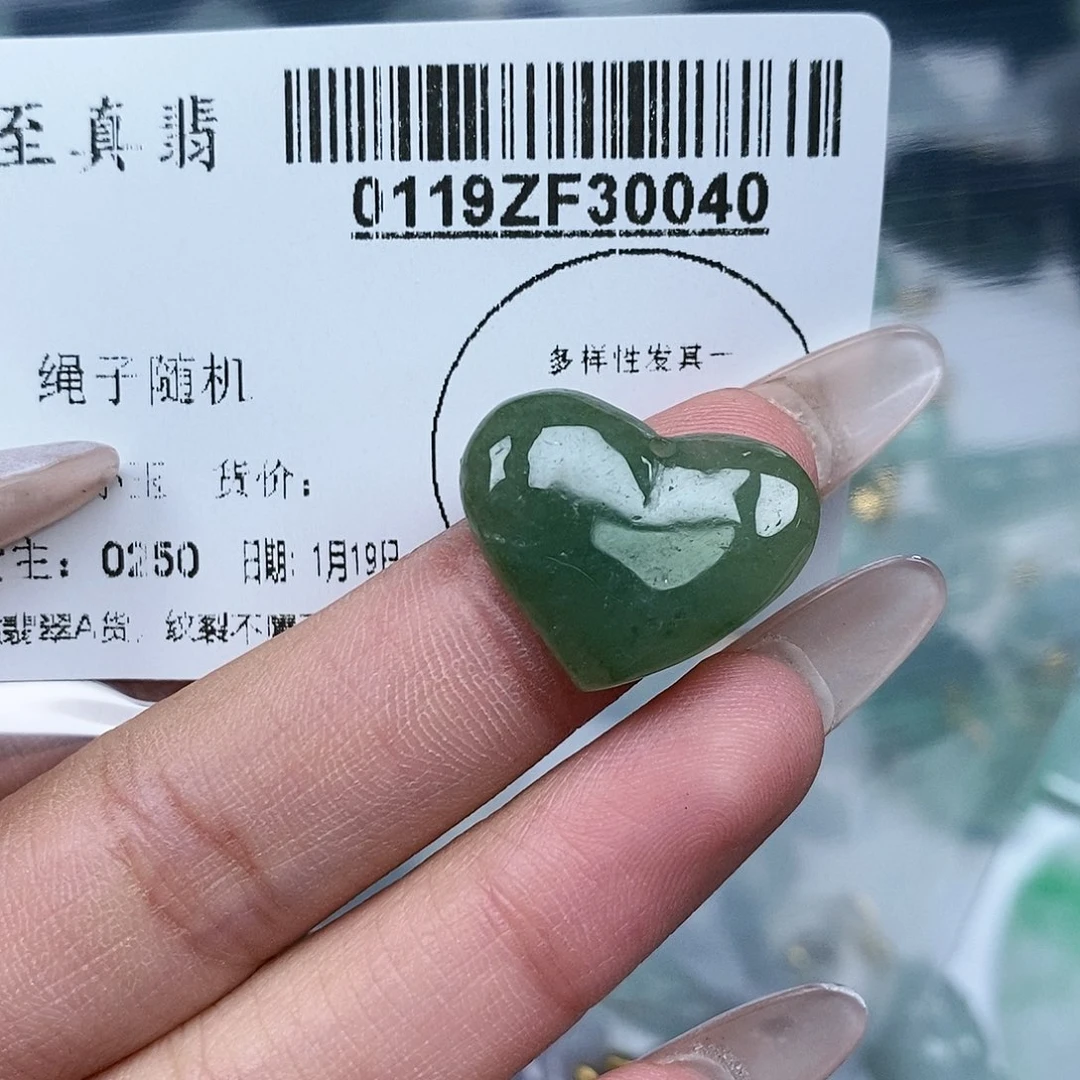 至真翡
0119ZF30040
多样性发其一
绳子随机
货价:
主: 0250 日期: 1月19日
翡翠A货, 纹裂不